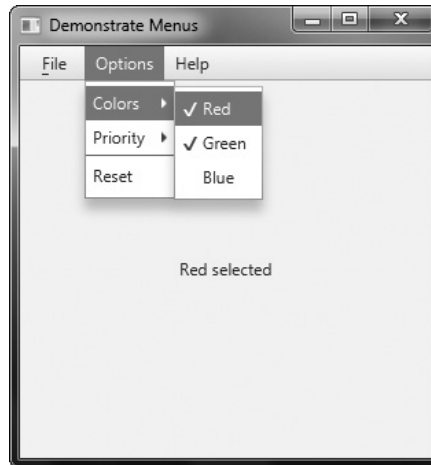 Demonstrate Menus
File Options Help
Colors
Priority
Reset
✓ Red
✓ Green
Blue
Red selected